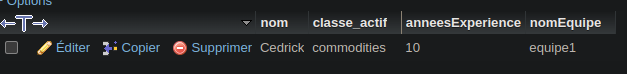 Options
nom classe_actif anneesExperience nomEquipe
Éditer Copier Supprimer Cedrick commodities 10 equipe1